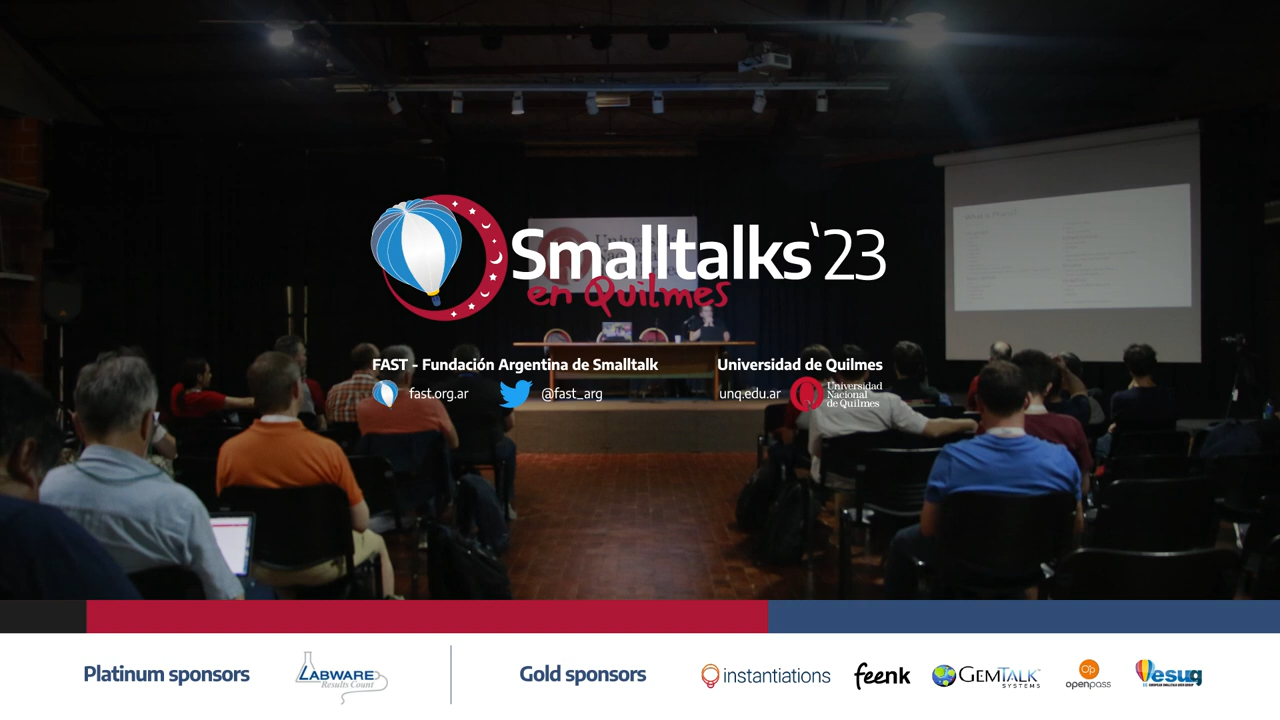 Smalltalks`23
en Quilmes
FAST - Fundación Argentina de Smalltalk
fast.org.ar
@fast_arg
Universidad de Quilmes
unq.edu.ar
Universidad
Nacional
de Quilmes
Platinum sponsors
LABWARE
Results Count
Gold sponsors
instantiations
feenk
GEMTALK
SYSTEMS
openpass
esug